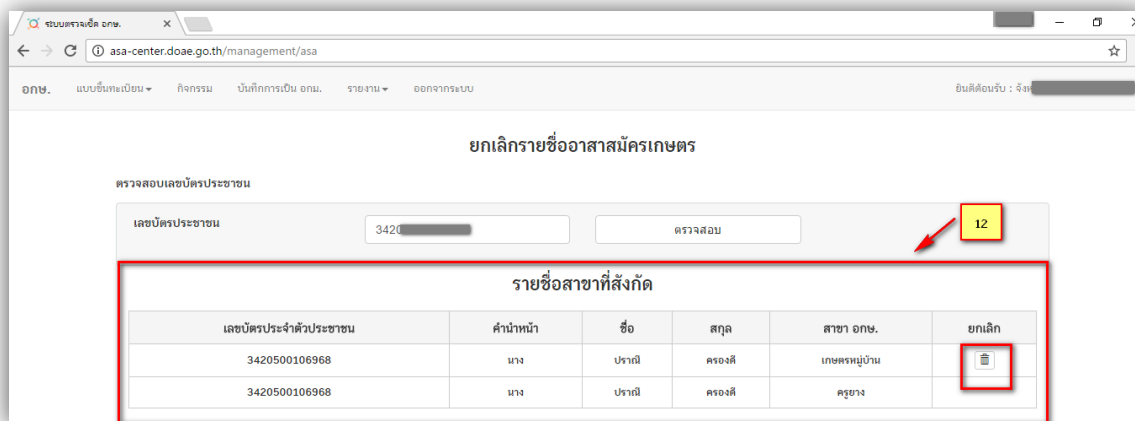 ระบบตรวจเช็ค อกษ.
asa-center.doae.go.th/management/asa
อกษ. แบบขึ้นทะเบียน กิจกรรม บันทึกการเป็น อกม. รายงาน ออกจากระบบ ยินดีต้อนรับ : จังห
ยกเลิกรายชื่ออาสาสมัครเกษตร
ตรวจสอบเลขบัตรประชาชน
เลขบัตรประชาชน 3420 ตรวจสอบ 12
รายชื่อสาขาที่สังกัด
เลขบัตรประจำตัวประชาชน คำนำหน้า ชื่อ สกุล สาขา อกษ. ยกเลิก
3420500106968 นาง ปราณี ครองดี เกษตรหมู่บ้าน
3420500106968 นาง ปราณี ครองดี ครูยาง